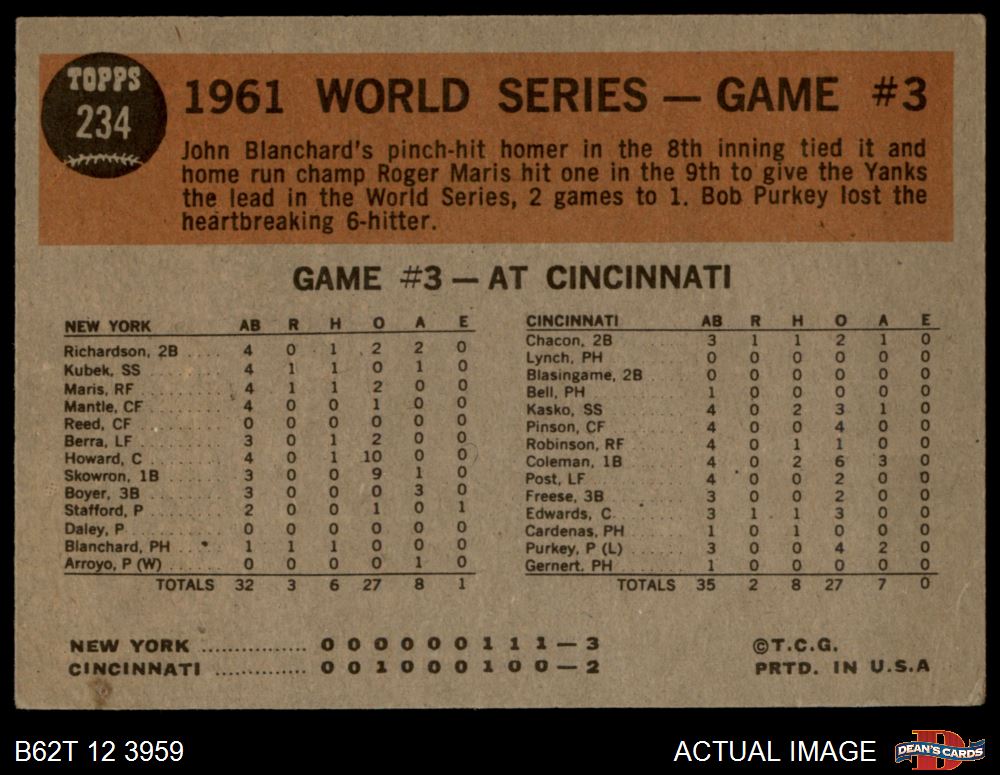 TOPPS
234
1961 WORLD SERIES — GAME #3
John Blanchard's pinch-hit homer in the 8th inning tied it and
home run champ Roger Maris hit one in the 9th to give the Yanks
the lead in the World Series, 2 games to 1. Bob Purkey lost the
heartbreaking 6-hitter.
GAME #3 — AT CINCINNATI
NEW YORK AB R H O A E
Richardson, 2B ..... 4 0 1 2 2 0
Kubek, SS ..... 4 1 1 0 1 0
Maris, RF ..... 4 1 1 2 0 0
Mantle, CF ..... 4 0 0 1 0 0
Reed, CF ..... 0 0 0 0 0 0
Berra, LF ..... 3 0 1 2 0 0
Howard, C ..... 4 0 1 10 0 0
Skowron, 1B ..... 3 0 0 9 1 0
Boyer, 3B ..... 3 0 0 0 3 0
Stafford, P ..... 2 0 0 1 0 1
Daley, P ..... 0 0 0 0 0 0
Blanchard, PH ..... 1 1 1 0 0 0
Arroyo, P (W) ..... 0 0 0 0 1 0
TOTALS 32 3 6 27 8 1
CINCINNATI AB R H O A E
Chacon, 2B ..... 3 1 1 2 1 0
Lynch, PH ..... 0 0 0 0 0 0
Blasingame, 2B ..... 0 0 0 0 0 0
Bell, PH ..... 1 0 0 0 0 0
Kasko, SS ..... 4 0 2 3 1 0
Pinson, CF ..... 4 0 0 4 0 0
Robinson, RF ..... 4 0 1 1 0 0
Coleman, 1B ..... 4 0 2 6 3 0
Post, LF ..... 4 0 0 2 0 0
Freese, 3B ..... 3 0 0 2 0 0
Edwards, C ..... 3 1 1 3 0 0
Cardenas, PH ..... 1 0 1 0 0 0
Purkey, P (L) ..... 3 0 0 4 2 0
Gernert, PH ..... 1 0 0 0 0 0
TOTALS 35 2 8 27 7 0
NEW YORK ................ 0 0 0 0 0 0 1 1 1 — 3
CINCINNATI .............. 0 0 1 0 0 0 1 0 0 — 2
©T.C.G.
PRTD. IN U.S.A
B62T 12 3959
ACTUAL IMAGE
D
DEAN'S CARDS